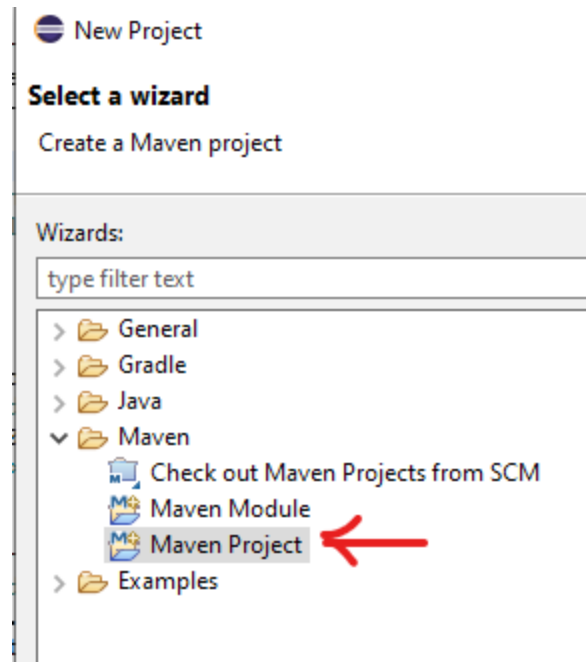 New Project
Select a wizard
Create a Maven project
Wizards:
type filter text
General
Gradle
Java
Maven
Check out Maven Projects from SCM
Maven Module
Maven Project
Examples